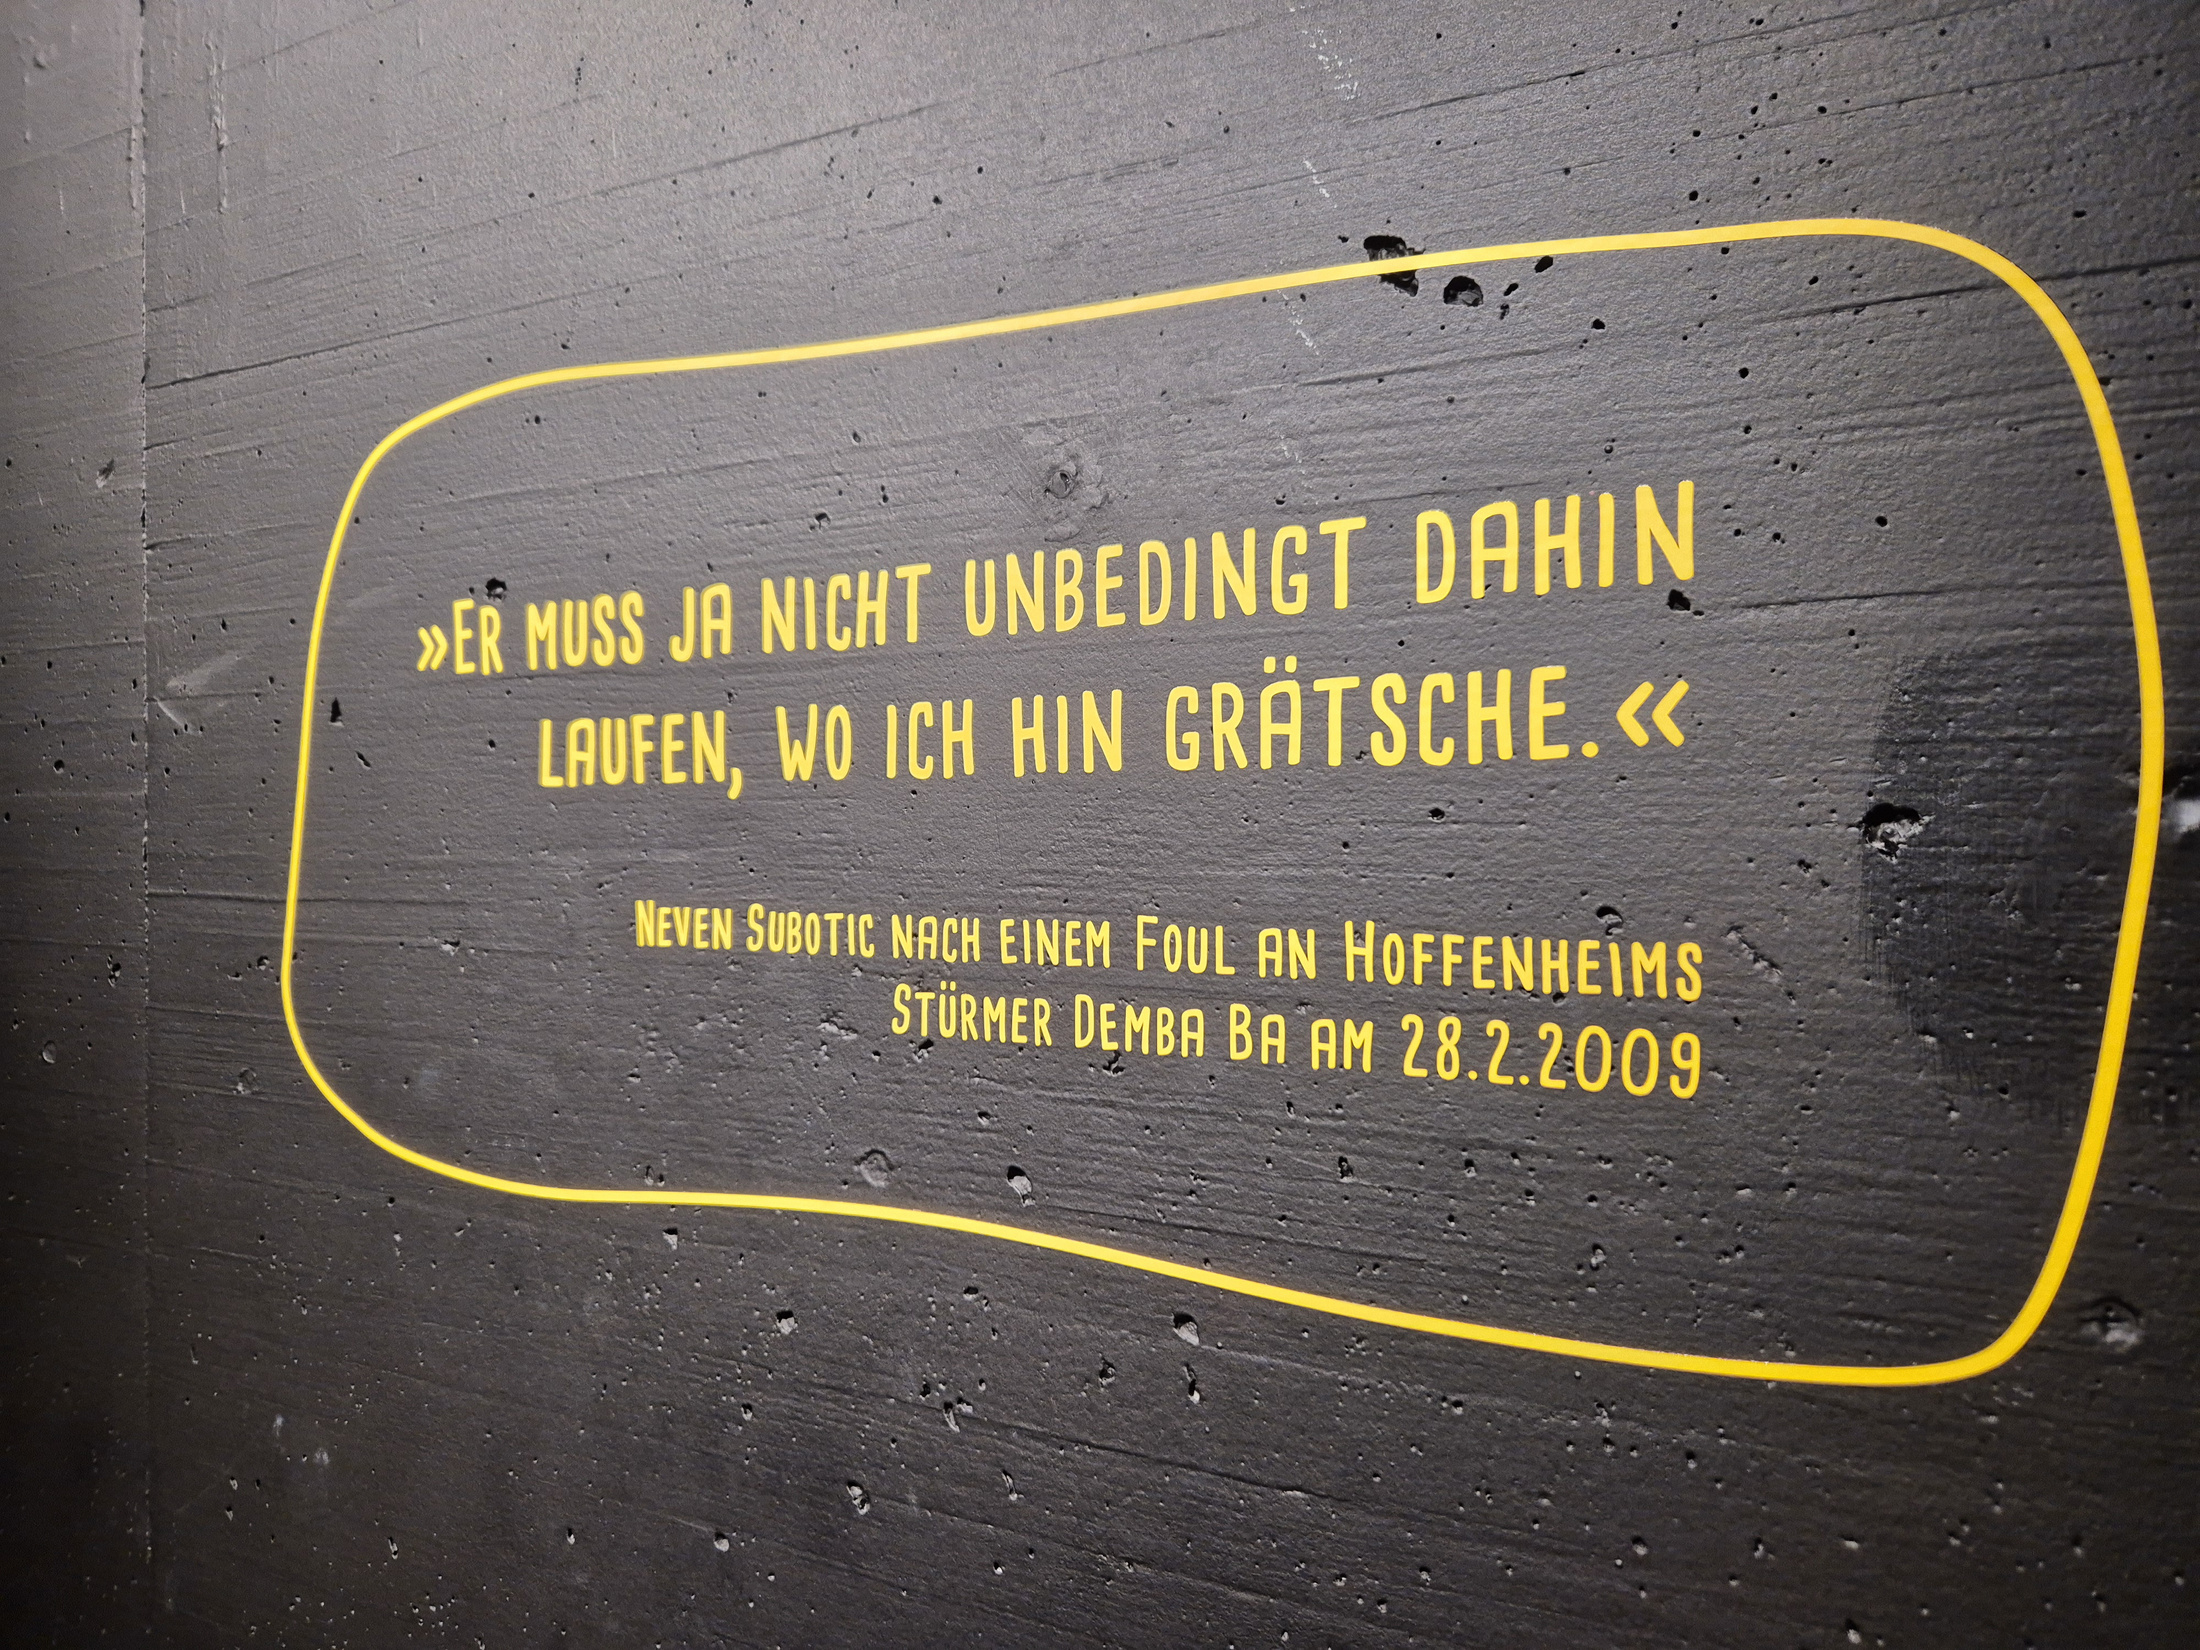 »Er muss ja nicht unbedingt dahin
laufen, wo ich hin grätsche.«
Neven Subotic nach einem Foul an Hoffenheims
Stürmer Demba Ba am 28.2.2009